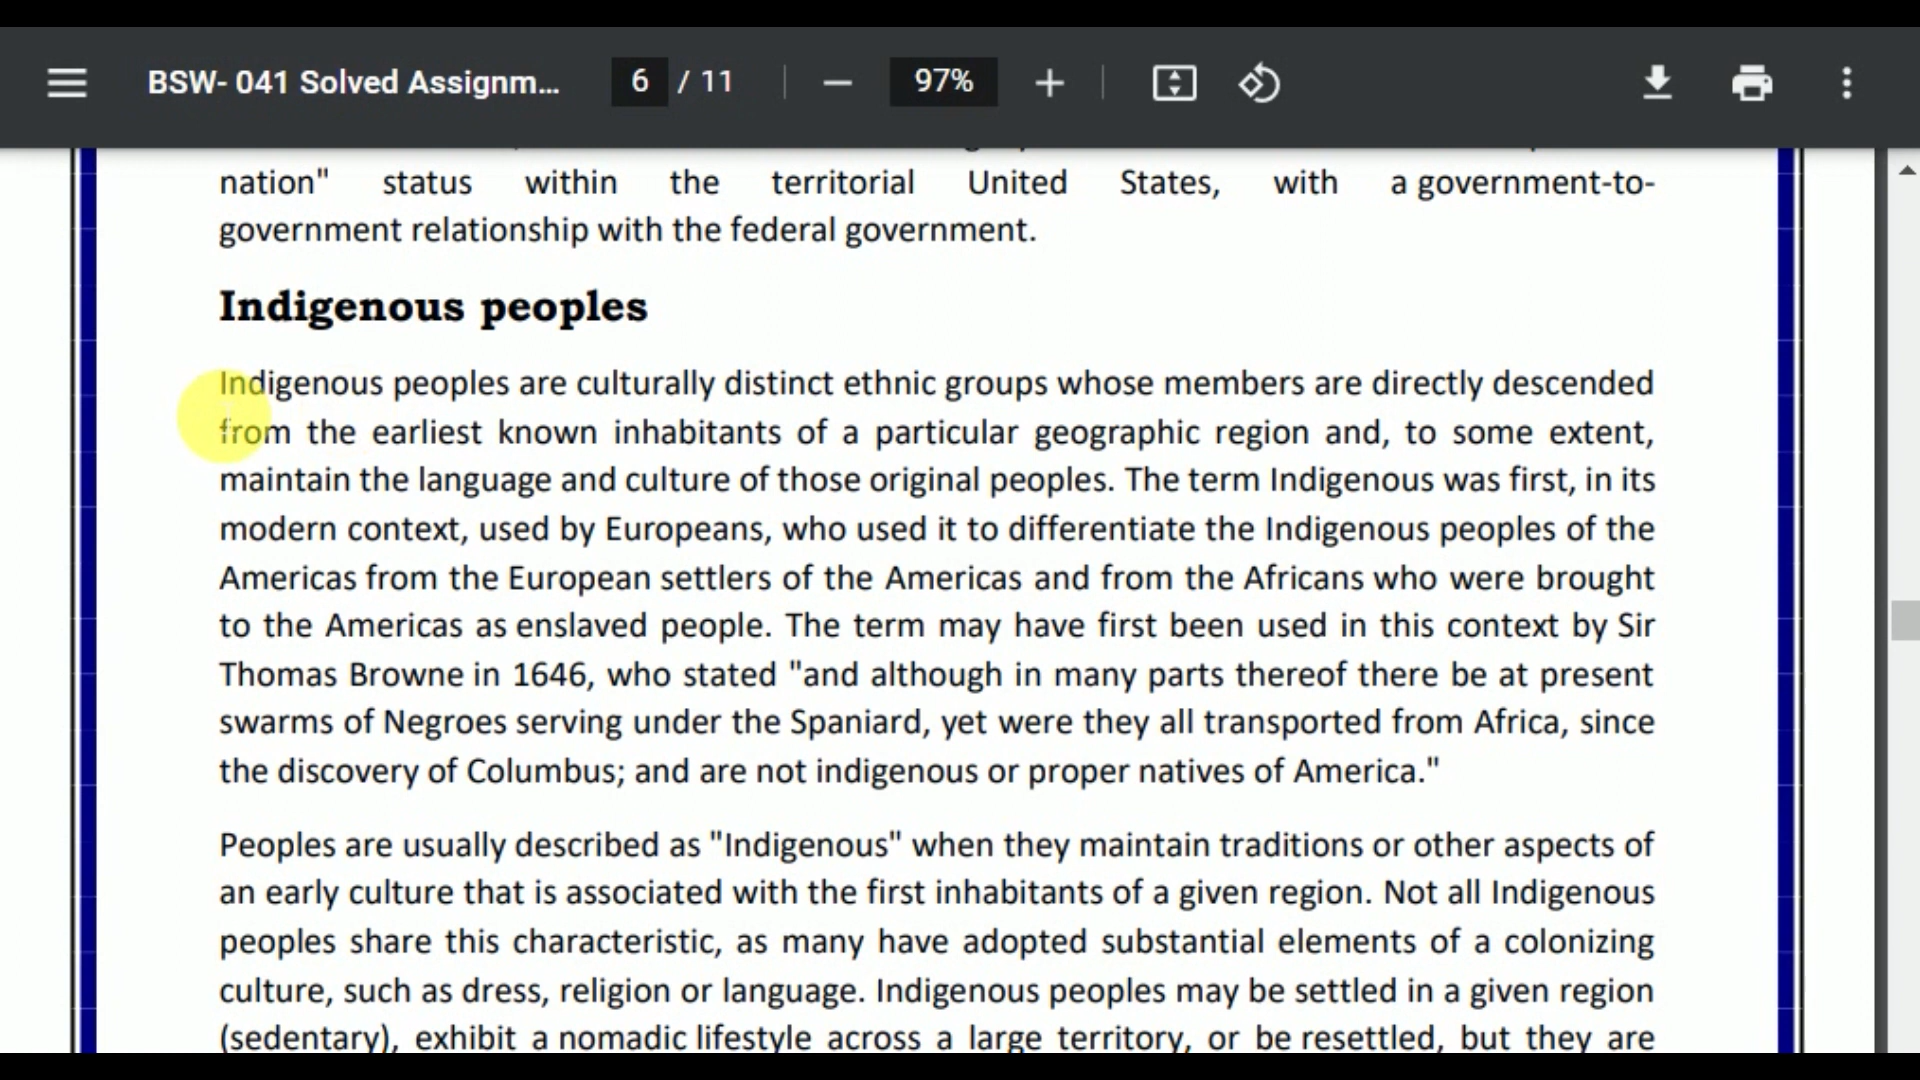 BSW- 041 Solved Assignm... 6 / 11 97%
nation" status within the territorial United States, with a government-to-
government relationship with the federal government.
Indigenous peoples
Indigenous peoples are culturally distinct ethnic groups whose members are directly descended
from the earliest known inhabitants of a particular geographic region and, to some extent,
maintain the language and culture of those original peoples. The term Indigenous was first, in its
modern context, used by Europeans, who used it to differentiate the Indigenous peoples of the
Americas from the European settlers of the Americas and from the Africans who were brought
to the Americas as enslaved people. The term may have first been used in this context by Sir
Thomas Browne in 1646, who stated "and although in many parts thereof there be at present
swarms of Negroes serving under the Spaniard, yet were they all transported from Africa, since
the discovery of Columbus; and are not indigenous or proper natives of America."
Peoples are usually described as "Indigenous" when they maintain traditions or other aspects of
an early culture that is associated with the first inhabitants of a given region. Not all Indigenous
peoples share this characteristic, as many have adopted substantial elements of a colonizing
culture, such as dress, religion or language. Indigenous peoples may be settled in a given region
(sedentary), exhibit a nomadic lifestyle across a large territory, or be resettled, but they are